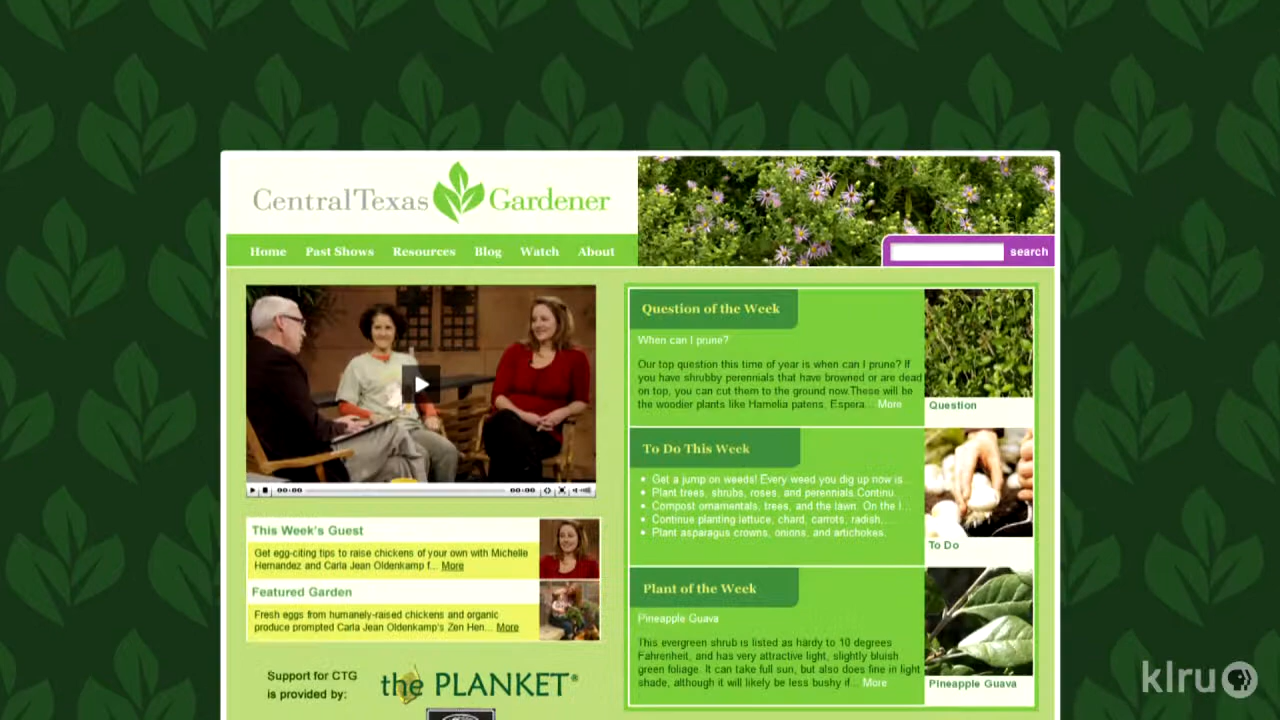 Central Texas Gardener
Home Past Shows Resources Blog Watch About
search
Question of the Week
When can I prune?
Our top question this time of year is when can I prune? If
you have shrubby perennials that have browned or are dead
on top, you can cut them to the ground now.These will be
the woodier plants like Hamelia patens, Espera... More
Question
To Do This Week
Get a jump on weeds! Every weed you dig up now is...
Plant trees, shrubs, roses, and perennials.Continu...
Compost ornamentals, trees, and the lawn. On the l...
Continue planting lettuce, chard, carrots, radish, ...
Plant asparagus crowns, onions, and artichokes.
To Do
Plant of the Week
Pineapple Guava
This evergreen shrub is listed as hardy to 10 degrees
Fahrenheit, and has very attractive light, slightly bluish
green foliage. It can take full sun, but also does fine in light
shade, although it will likely be less bushy if... More
Pineapple Guava
00:00 00:00
This Week's Guest
Get egg-citing tips to raise chickens of your own with Michelle
Hernandez and Carla Jean Oldenkamp f... More
Featured Garden
Fresh eggs from humanely-raised chickens and organic
produce prompted Carla Jean Oldenkamp's Zen Hen... More
Support for CTG
is provided by:
the PLANKET®
klru